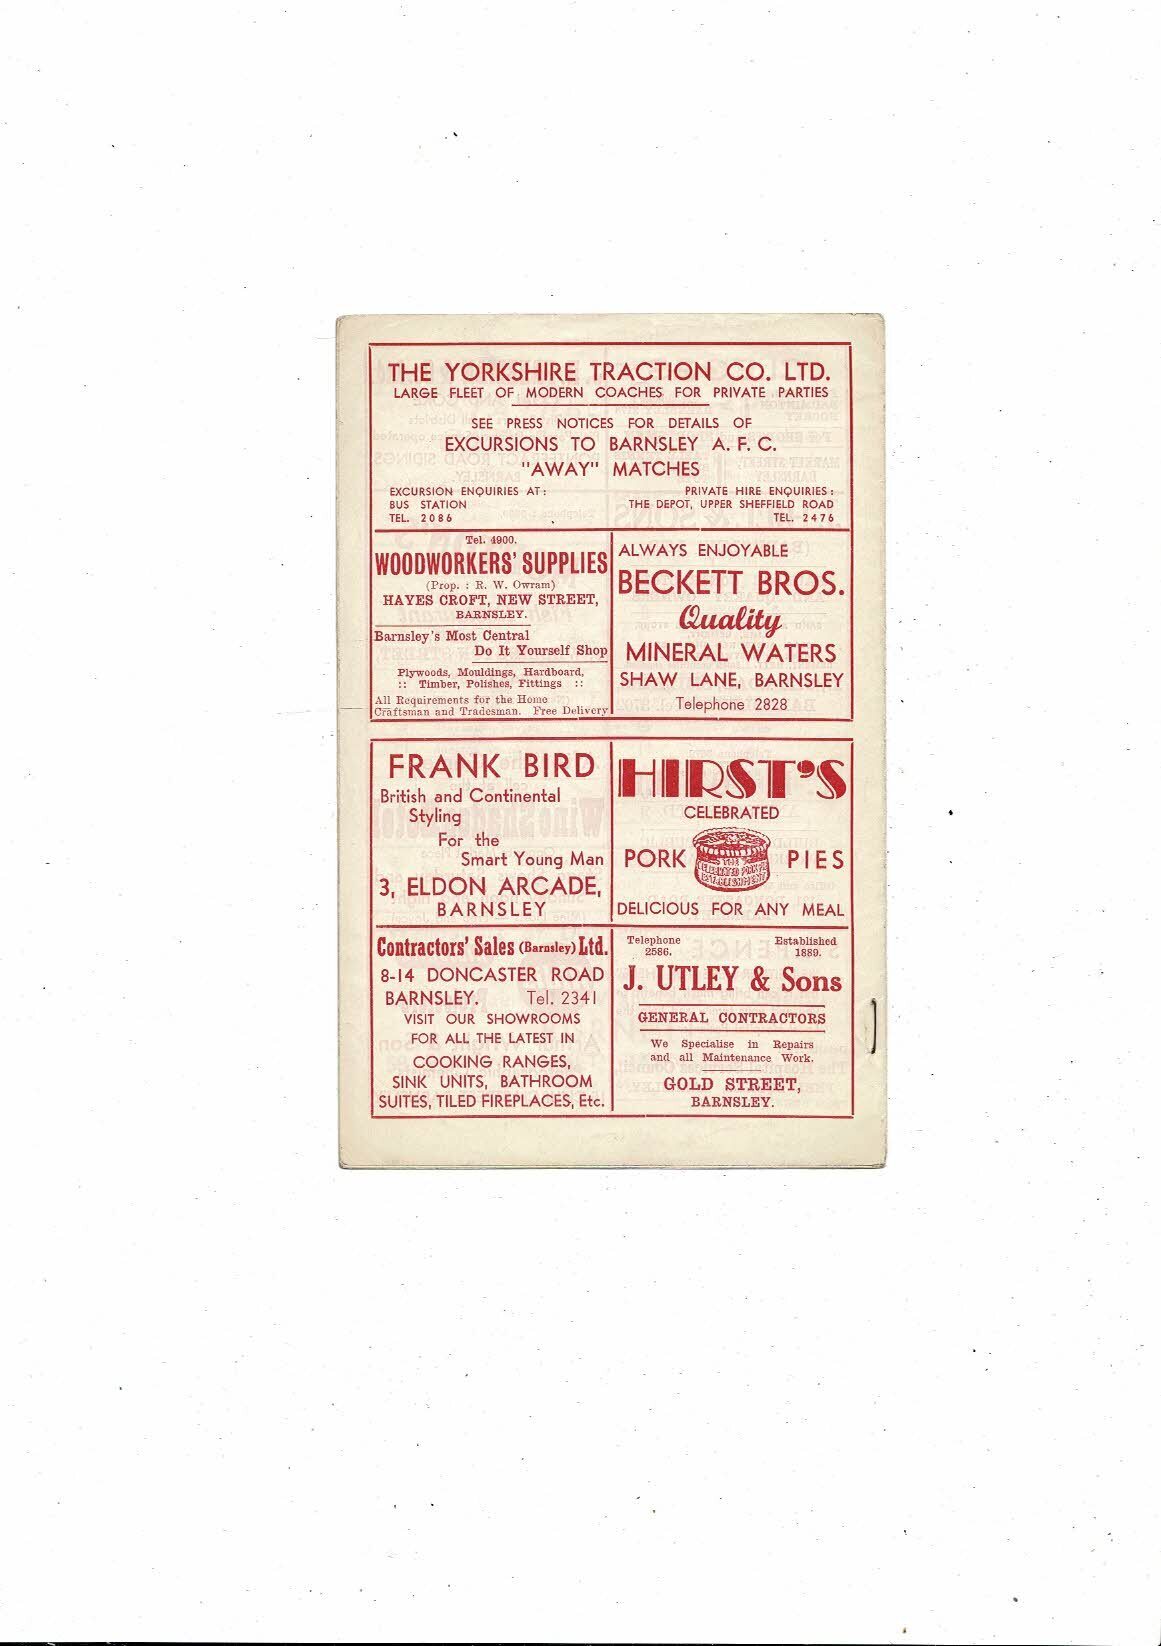 THE YORKSHIRE TRACTION CO. LTD.
LARGE FLEET OF MODERN COACHES FOR PRIVATE PARTIES
SEE PRESS NOTICES FOR DETAILS OF
EXCURSIONS TO BARNSLEY A. F. C.
"AWAY" MATCHES
EXCURSION ENQUIRIES AT:
BUS STATION
TEL. 2086
PRIVATE HIRE ENQUIRIES:
THE DEPOT, UPPER SHEFFIELD ROAD
TEL. 2476
Tel. 4900.
WOODWORKERS' SUPPLIES
(Prop. : R. W. Owram)
HAYES CROFT, NEW STREET,
BARNSLEY.
Barnsley's Most Central
Do It Yourself Shop
Plywoods, Mouldings, Hardboard,
:: Timber, Polishes, Fittings ::
All Requirements for the Home
Craftsman and Tradesman. Free Delivery
ALWAYS ENJOYABLE
BECKETT BROS.
Quality
MINERAL WATERS
SHAW LANE, BARNSLEY
Telephone 2828
FRANK BIRD
British and Continental
Styling
For the
Smart Young Man
3, ELDON ARCADE,
BARNSLEY
HIRST'S
CELEBRATED
PORK PIES
THE
CELEBRATED PORK PIE
ESTABLISHMENT
DELICIOUS FOR ANY MEAL
Contractors' Sales (Barnsley) Ltd.
8-14 DONCASTER ROAD
BARNSLEY. Tel. 2341
VISIT OUR SHOWROOMS
FOR ALL THE LATEST IN
COOKING RANGES,
SINK UNITS, BATHROOM
SUITES, TILED FIREPLACES, Etc.
Telephone
2586.
Established
1889.
J. UTLEY & Sons
GENERAL CONTRACTORS
We Specialise in Repairs
and all Maintenance Work.
GOLD STREET,
BARNSLEY.